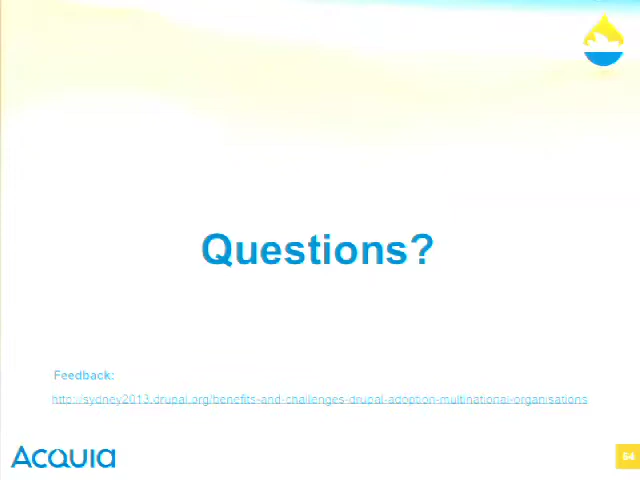 Questions?
Feedback:
http://sydney2013.drupal.org/benefits-and-challenges-drupal-adoption-multinational-organisations
Acquia
64